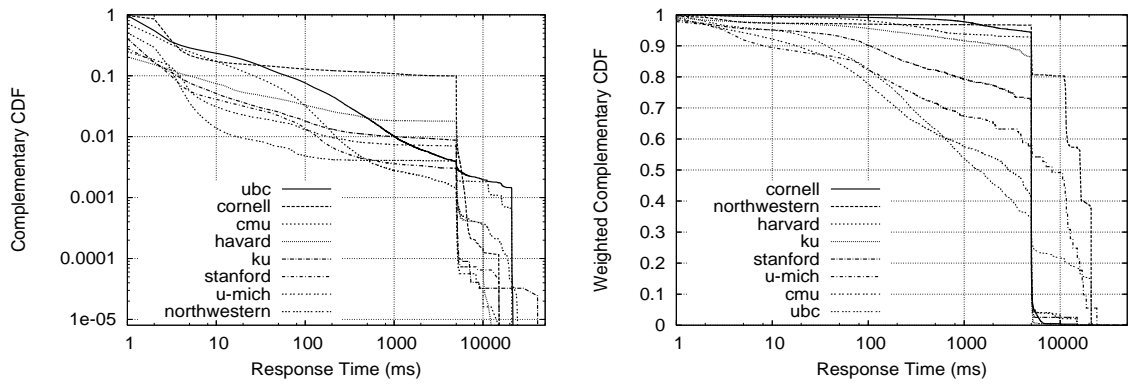 Complementary CDF
1
0.1
0.01
0.001
0.0001
1e-05
ubc
cornell
cmu
havard
ku
stanford
u-mich
northwestern
1 10 100 1000 10000
Response Time (ms)
Weighted Complementary CDF
1
0.9
0.8
0.7
0.6
0.5
0.4
0.3
0.2
0.1
0
cornell
northwestern
harvard
ku
stanford
u-mich
cmu
ubc
1 10 100 1000 10000
Response Time (ms)